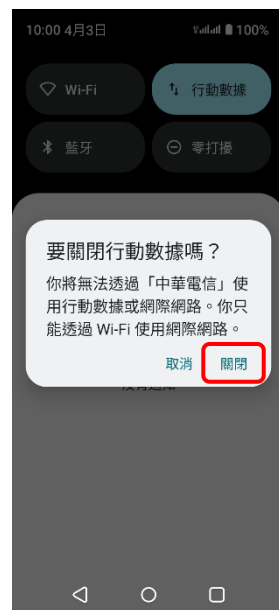 10:00 4月3日 100%
Wi-Fi 行動數據
藍牙 零打擾
要關閉行動數據嗎？
你將無法透過「中華電信」使
用行動數據或網際網路。你只
能透過 Wi-Fi 使用網際網路。
取消 關閉